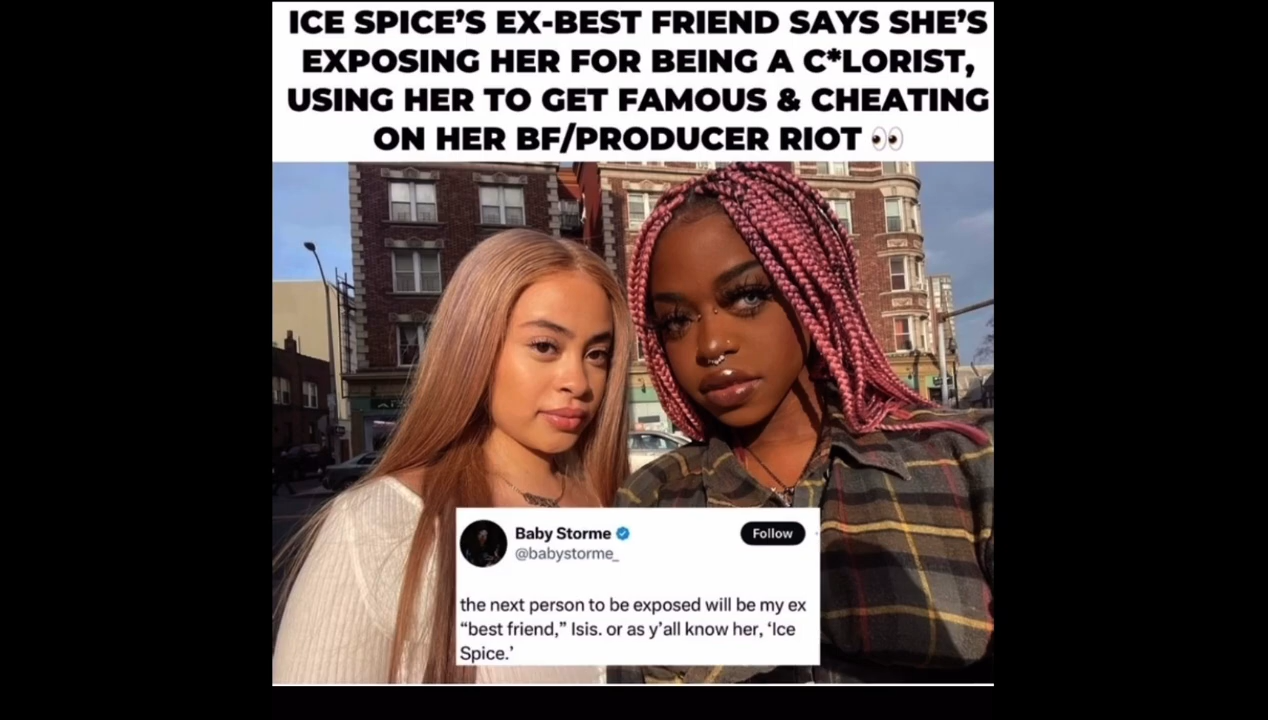 ICE SPICE'S EX-BEST FRIEND SAYS SHE'S
EXPOSING HER FOR BEING A C*LORIST,
USING HER TO GET FAMOUS & CHEATING
ON HER BF/PRODUCER RIOT 👀
Baby Storme
Follow
@babystorme_
the next person to be exposed will be my ex
“best friend,” Isis. or as y'all know her, ‘Ice
Spice.’